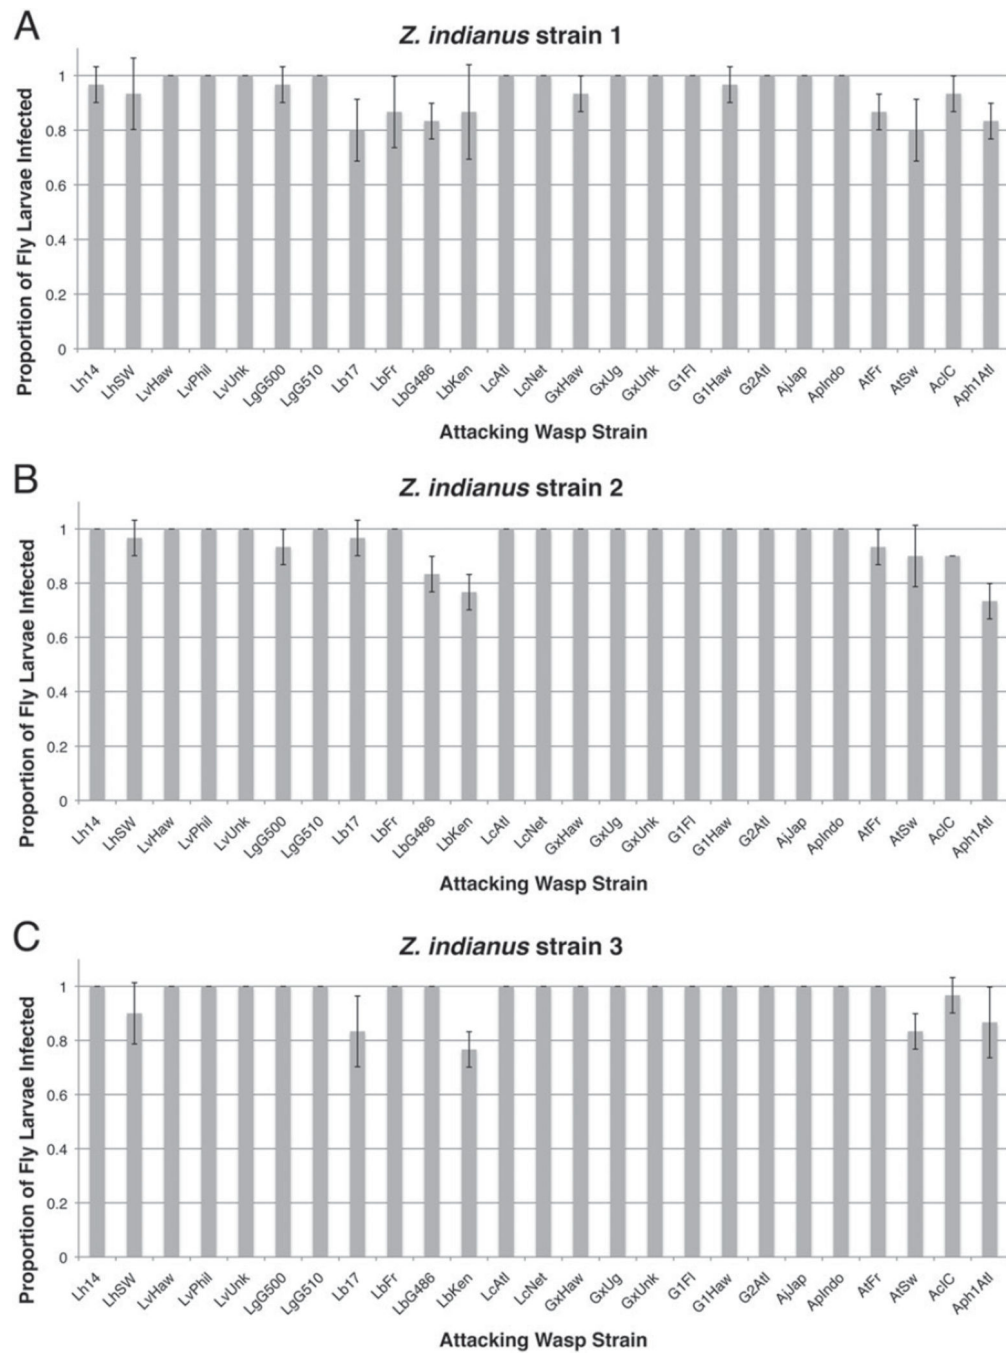 A
Z. indianus strain 1
Proportion of Fly Larvae Infected
1
0.8
0.6
0.4
0.2
0
Lh14 LhSW LvHaw LvPhil LvUnk LgG500 LgG510 Lb17 LbFr LbG486 LbKen LcAtl LcNet GxHaw GxUg GxUnk G1Fl G1Haw G2Atl AjJap ApIndo AtFr AtSw AcIC Aph1Atl
Attacking Wasp Strain
B
Z. indianus strain 2
Proportion of Fly Larvae Infected
1
0.8
0.6
0.4
0.2
0
Lh14 LhSW LvHaw LvPhil LvUnk LgG500 LgG510 Lb17 LbFr LbG486 LbKen LcAtl LcNet GxHaw GxUg GxUnk G1Fl G1Haw G2Atl AjJap ApIndo AtFr AtSw AcIC Aph1Atl
Attacking Wasp Strain
C
Z. indianus strain 3
Proportion of Fly Larvae Infected
1
0.8
0.6
0.4
0.2
0
Lh14 LhSW LvHaw LvPhil LvUnk LgG500 LgG510 Lb17 LbFr LbG486 LbKen LcAtl LcNet GxHaw GxUg GxUnk G1Fl G1Haw G2Atl AjJap ApIndo AtFr AtSw AcIC Aph1Atl
Attacking Wasp Strain